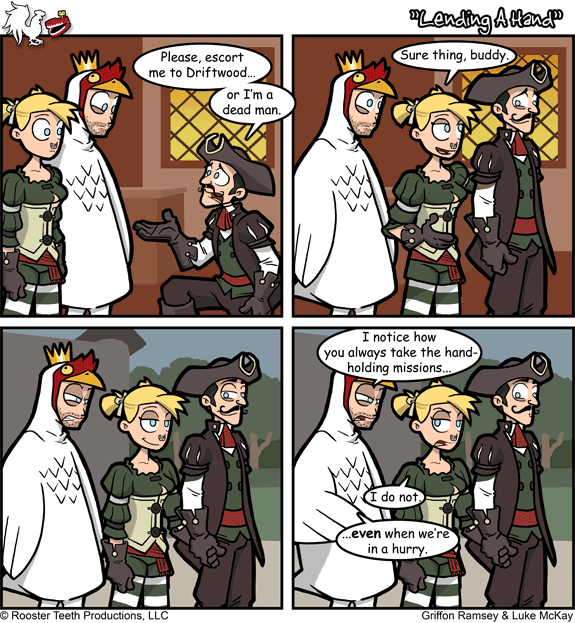 "Lending A Hand"
Please, escort
me to Driftwood...
or I'm a
dead man.
Sure thing, buddy.
I notice how
you always take the hand-
holding missions...
I do not.
...even when we're
in a hurry.
© Rooster Teeth Productions, LLC
Griffon Ramsey & Luke McKay